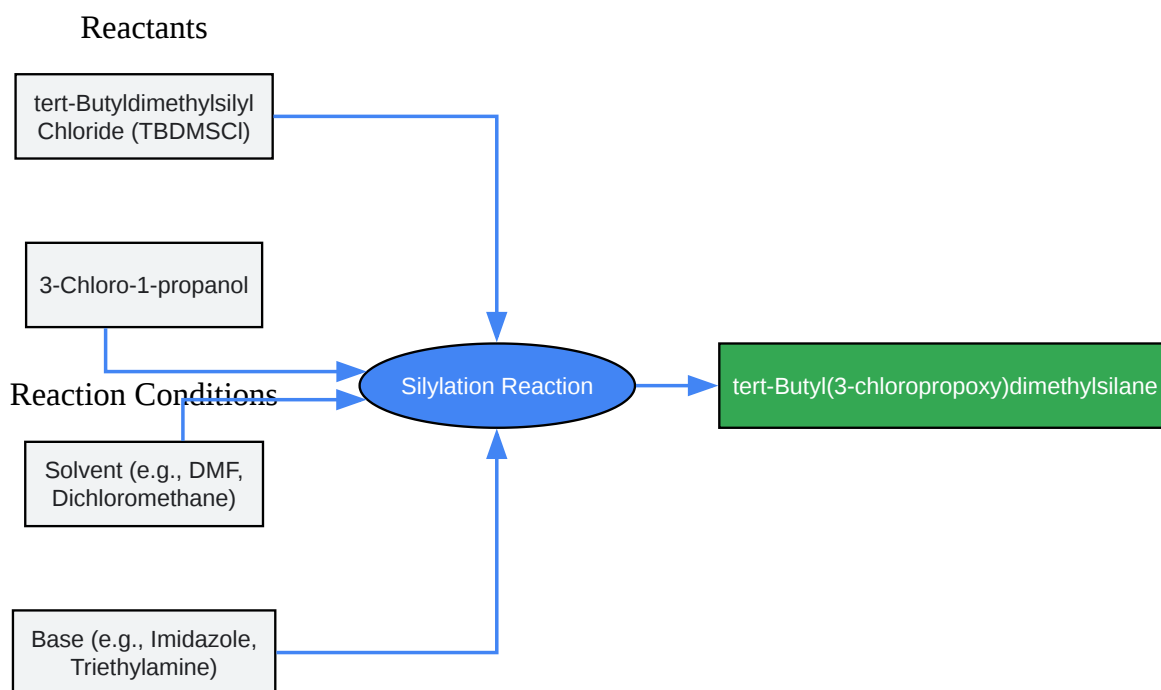 Reactants
tert-Butyldimethylsilyl
Chloride (TBDMSCl)
3-Chloro-1-propanol
Reaction Conditions
Solvent (e.g., DMF,
Dichloromethane)
Base (e.g., Imidazole,
Triethylamine)
Silylation Reaction
tert-Butyl(3-chloropropoxy)dimethylsilane